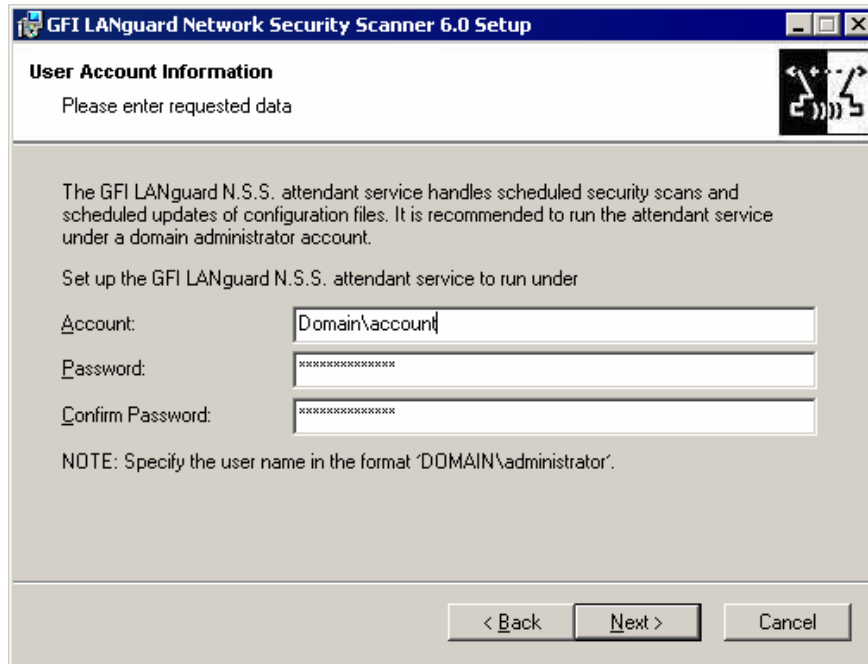 GFI LANguard Network Security Scanner 6.0 Setup
User Account Information
Please enter requested data
The GFI LANguard N.S.S. attendant service handles scheduled security scans and
scheduled updates of configuration files. It is recommended to run the attendant service
under a domain administrator account.
Set up the GFI LANguard N.S.S. attendant service to run under
Account:
Domain\account
Password:
**************
Confirm Password:
**************
NOTE: Specify the user name in the format ´DOMAIN\administrator´.
< Back
Next >
Cancel